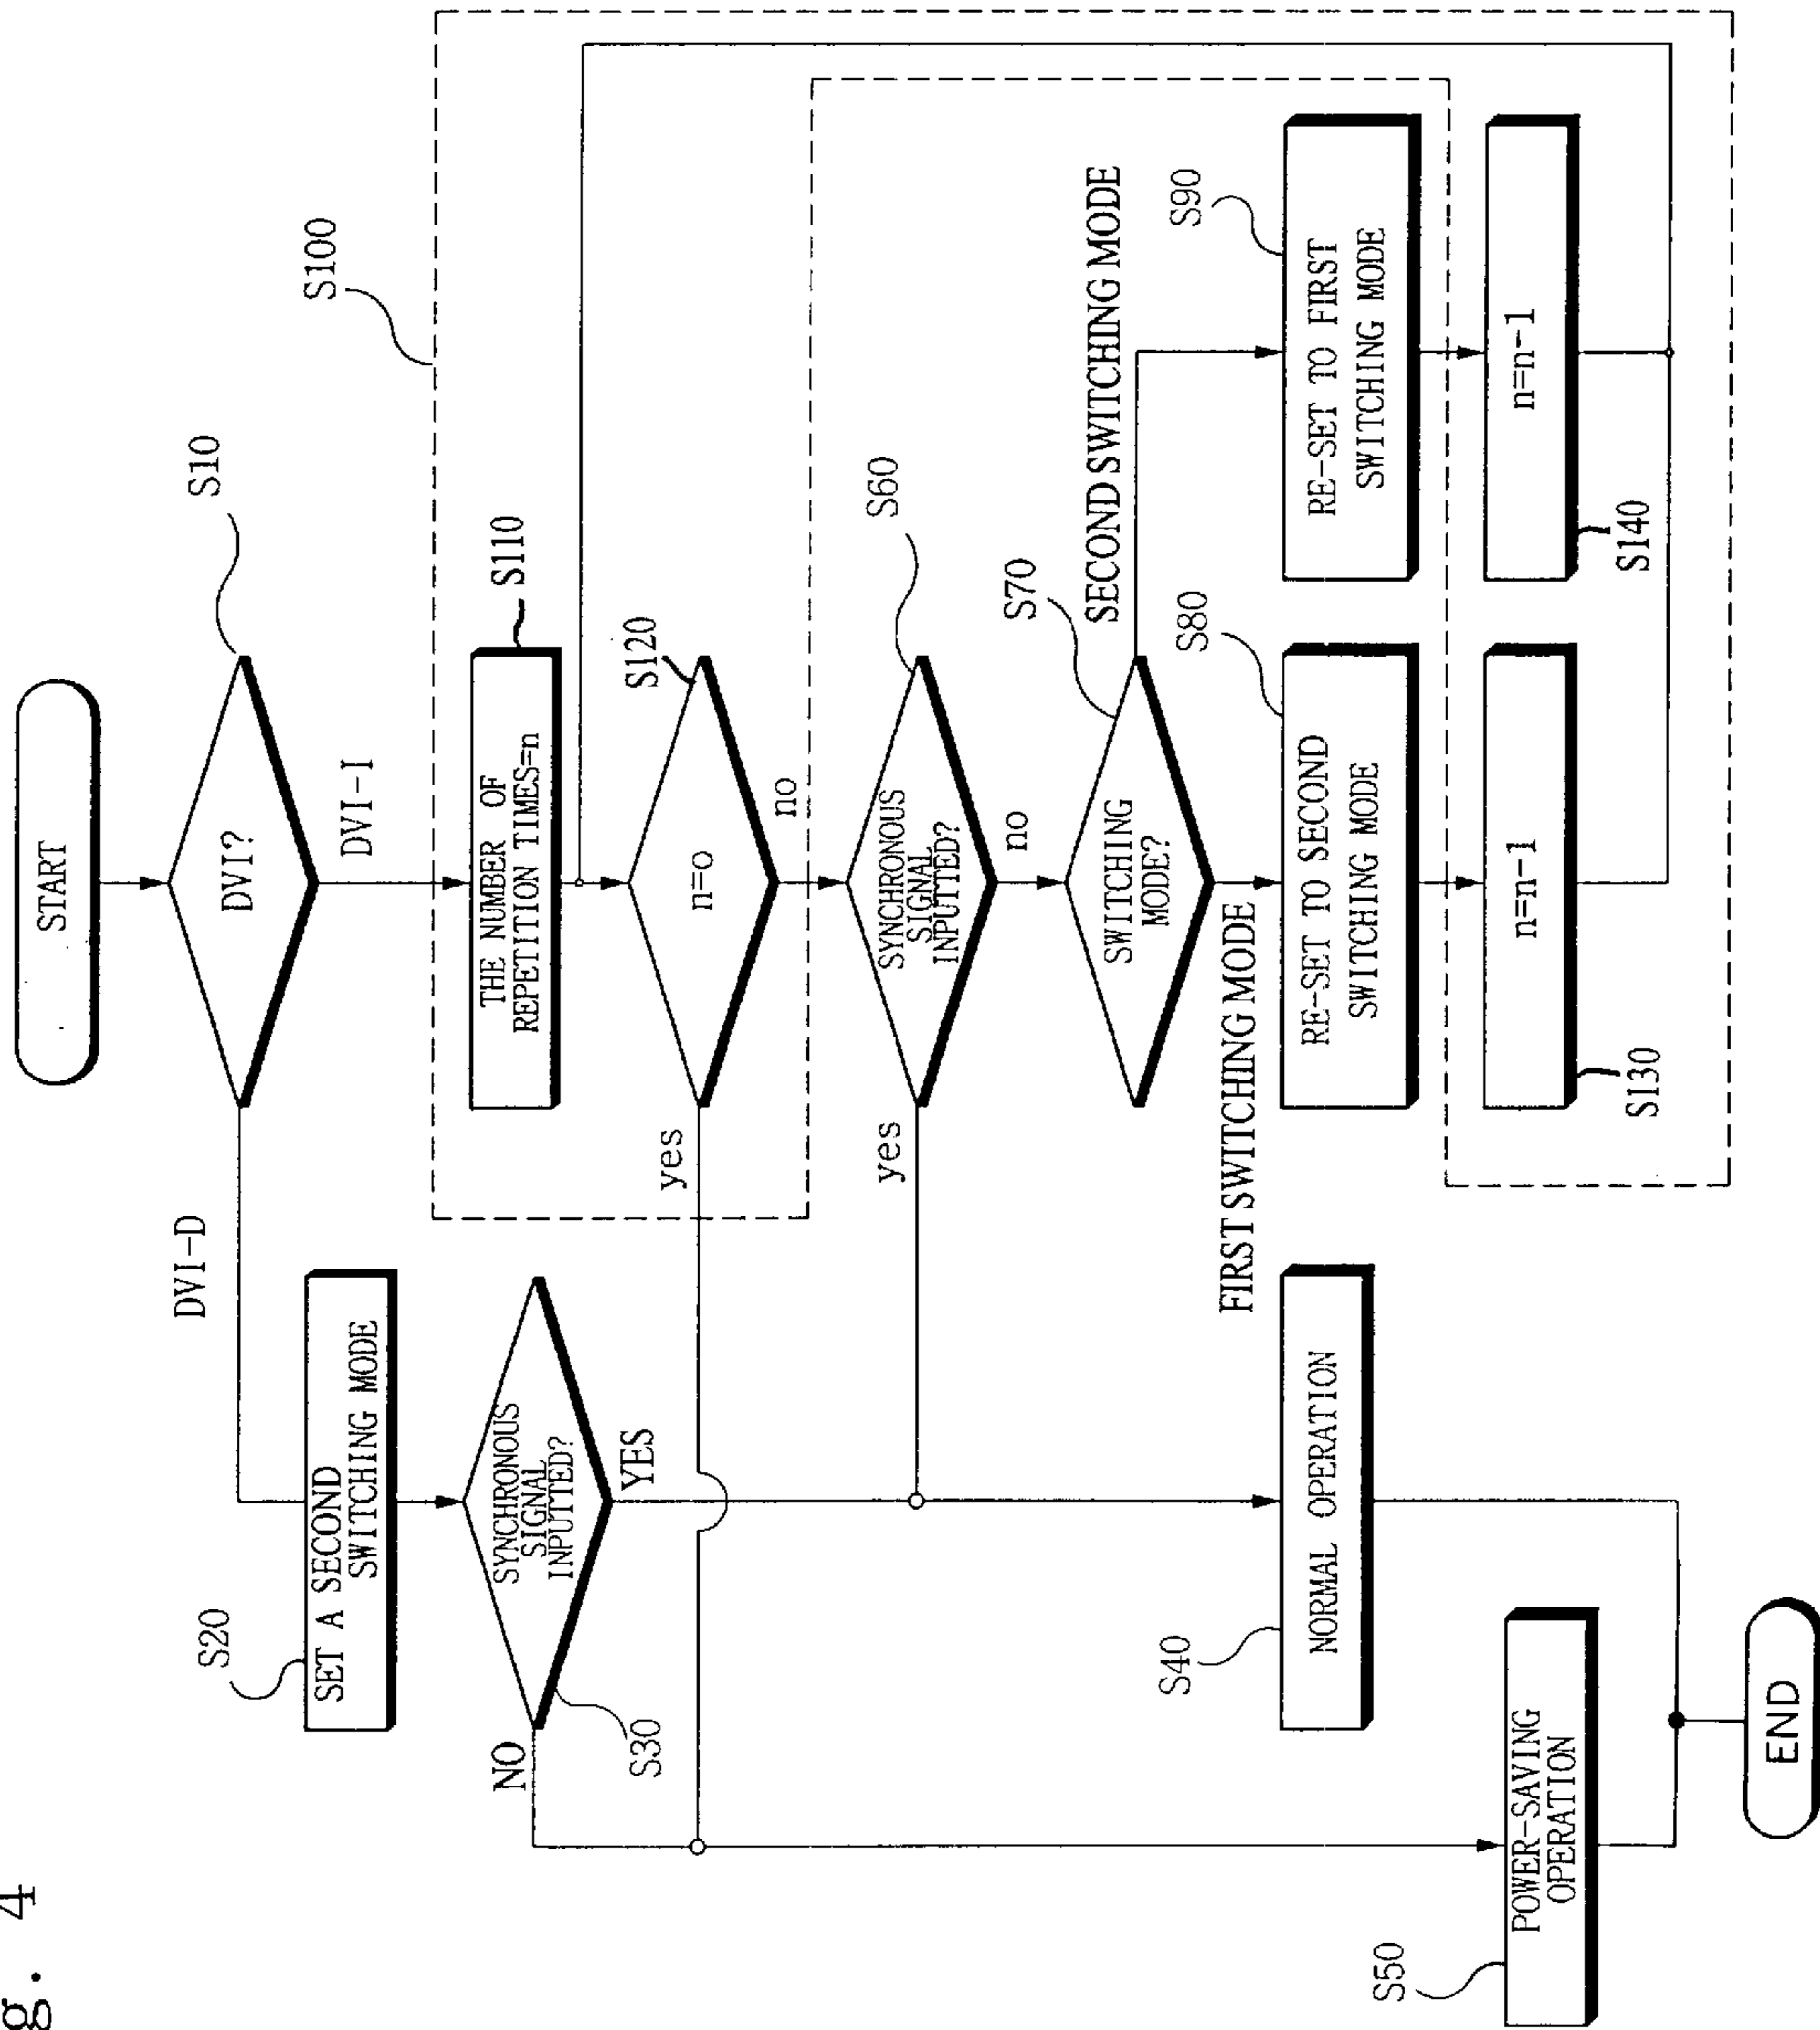 g. 4
START
S10
DVI?
DVI-D
DVI-I
S20
SET A SECOND
SWITCHING MODE
S100
THE NUMBER OF
REPETITION TIMES=n
S110
S30
SYNCHRONOUS
SIGNAL
INPUTTED?
NO
YES
S120
n=o
yes
no
S60
SYNCHRONOUS
SIGNAL
INPUTTED?
yes
no
S70
SWITCHING
MODE?
SECOND SWITCHING MODE
FIRST SWITCHING MODE
S40
NORMAL OPERATION
S80
RE-SET TO SECOND
SWITCHING MODE
S90
RE-SET TO FIRST
SWITCHING MODE
S50
POWER-SAVING
OPERATION
n=n-1
S130
n=n-1
S140
END